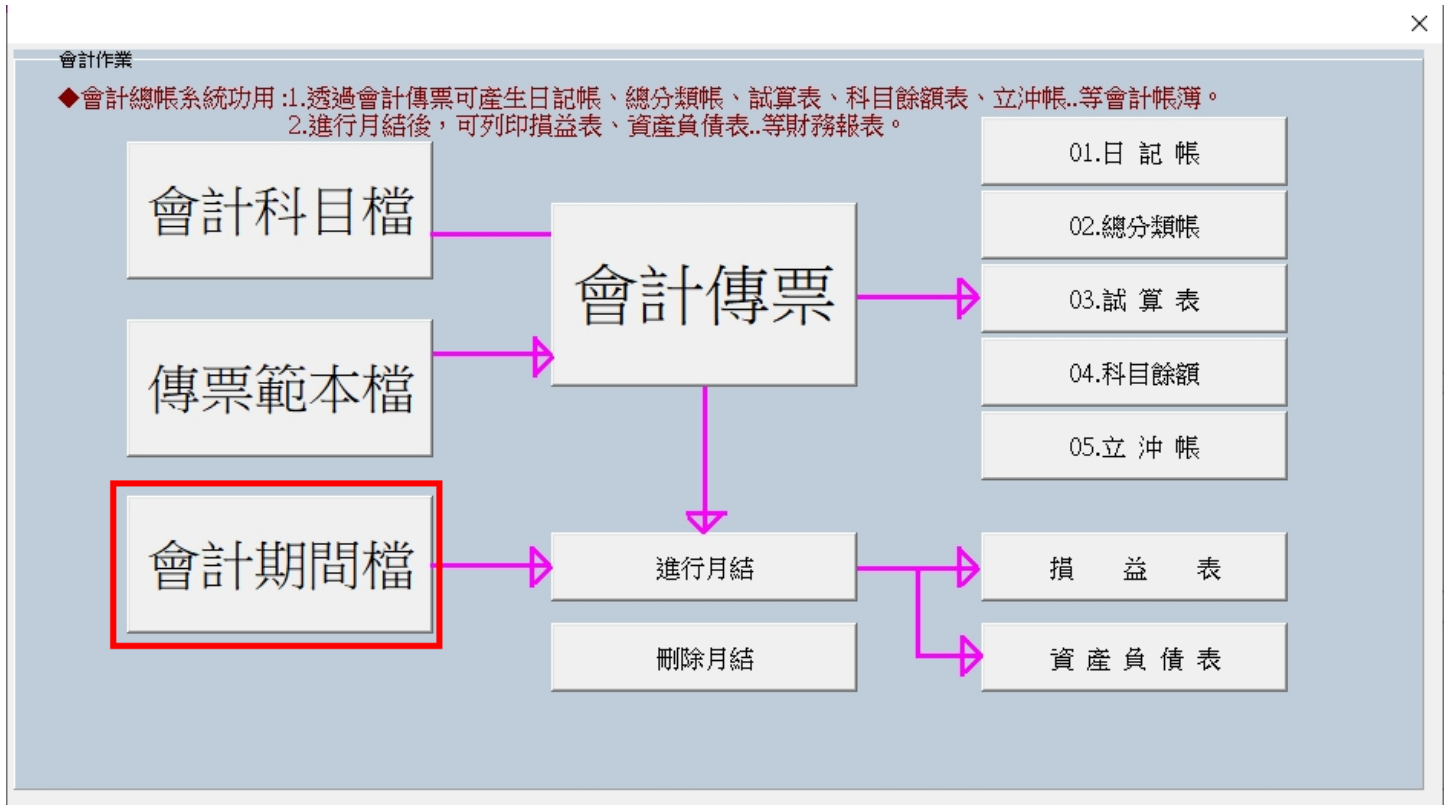 會計作業
◆會計總帳系統功用:1.透過會計傳票可產生日記帳、總分類帳、試算表、科目餘額表、立沖帳..等會計帳簿。
2.進行月結後，可列印損益表、資產負債表..等財務報表。
會計科目檔
傳票範本檔
會計期間檔
會計傳票
進行月結
刪除月結
01.日 記 帳
02.總分類帳
03.試 算 表
04.科目餘額
05.立 沖 帳
損 益 表
資 產 負 債 表